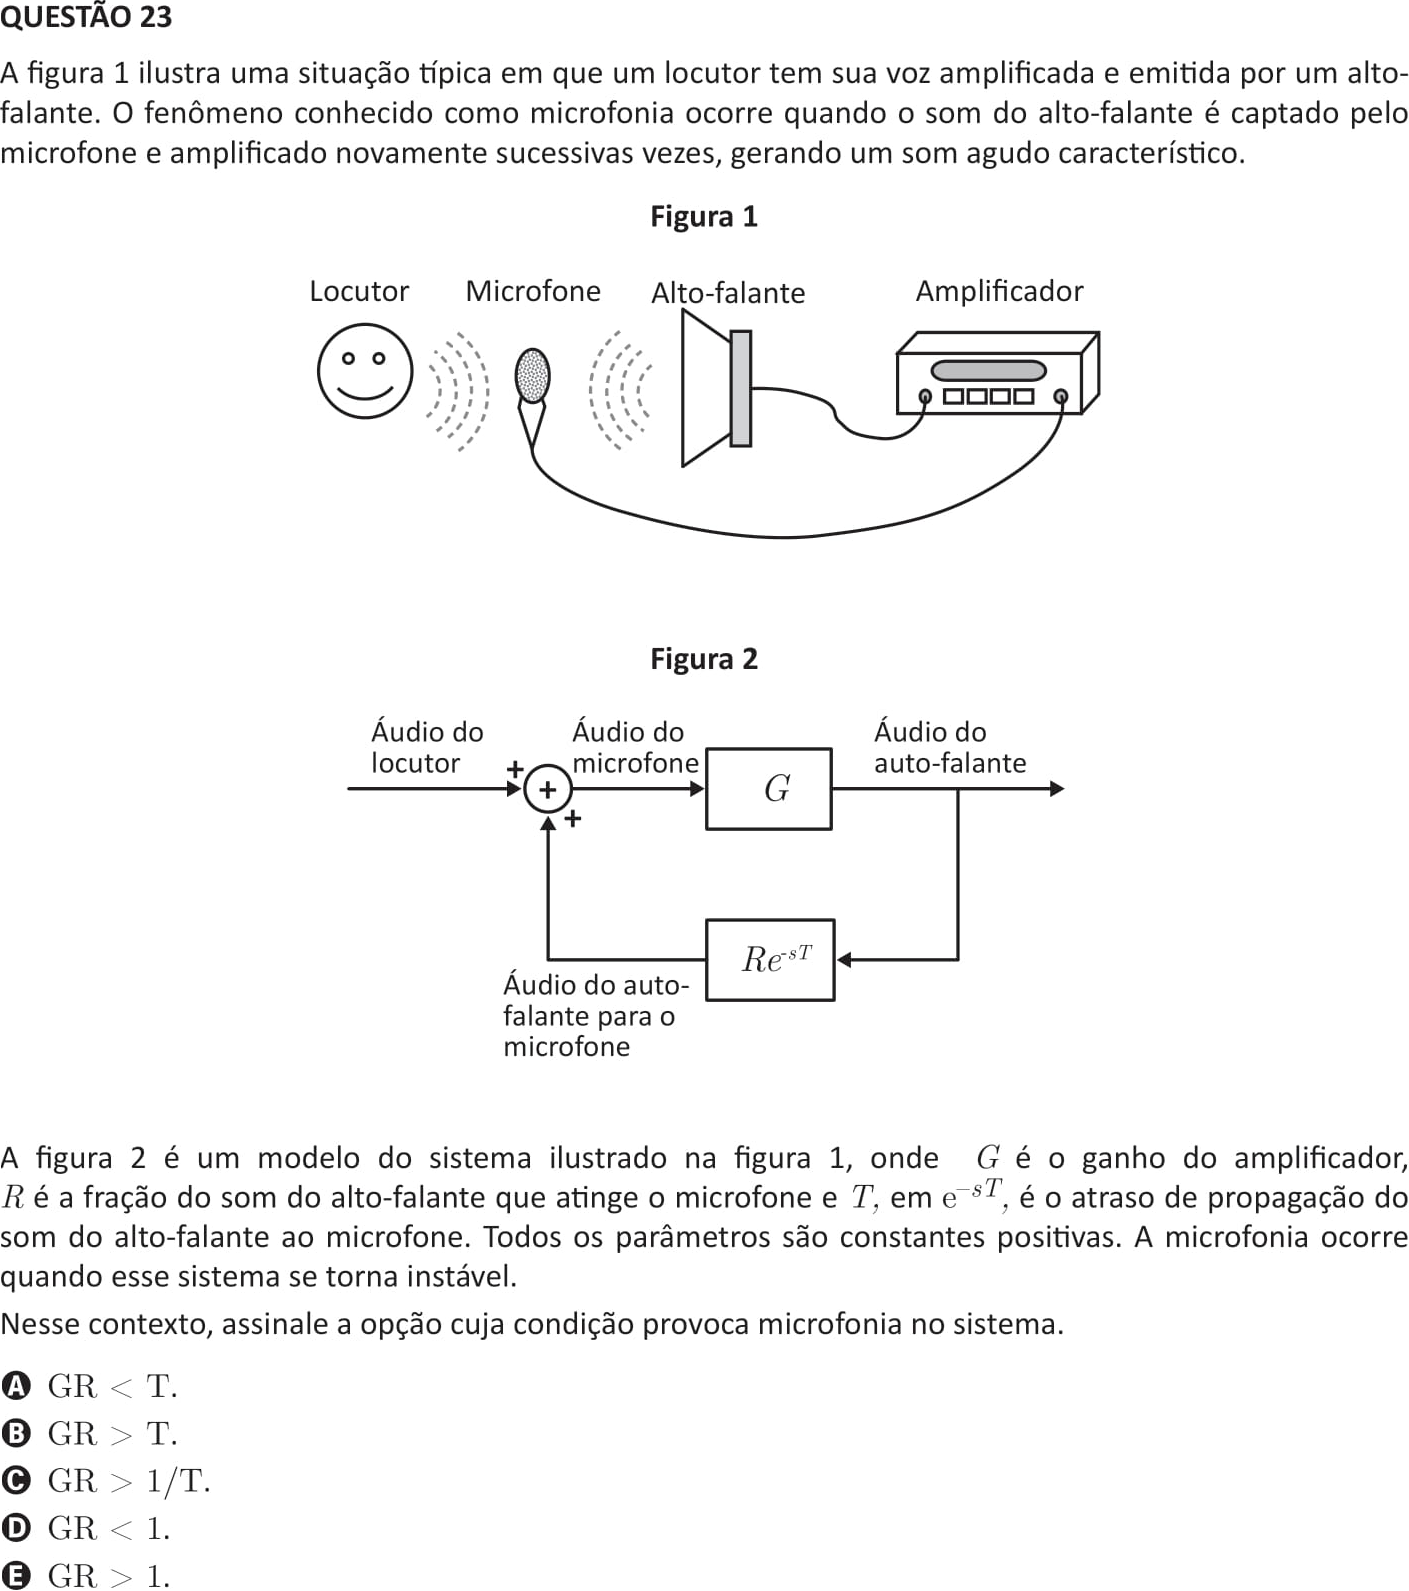 QUESTÃO 23
A figura 1 ilustra uma situação típica em que um locutor tem sua voz amplificada e emitida por um alto-
falante. O fenômeno conhecido como microfonia ocorre quando o som do alto-falante é captado pelo
microfone e amplificado novamente sucessivas vezes, gerando um som agudo característico.
Figura 1
Locutor Microfone Alto-falante Amplificador
Figura 2
Áudio do
locutor
Áudio do
microfone
Áudio do
auto-falante
+
+
+
G
Re^{-sT}
Áudio do auto-
falante para o
microfone
A figura 2 é um modelo do sistema ilustrado na figura 1, onde G é o ganho do amplificador,
R é a fração do som do alto-falante que atinge o microfone e T, em e^{-sT}, é o atraso de propagação do
som do alto-falante ao microfone. Todos os parâmetros são constantes positivas. A microfonia ocorre
quando esse sistema se torna instável.
Nesse contexto, assinale a opção cuja condição provoca microfonia no sistema.
A GR < T.
B GR > T.
C GR > 1/T.
D GR < 1.
E GR > 1.